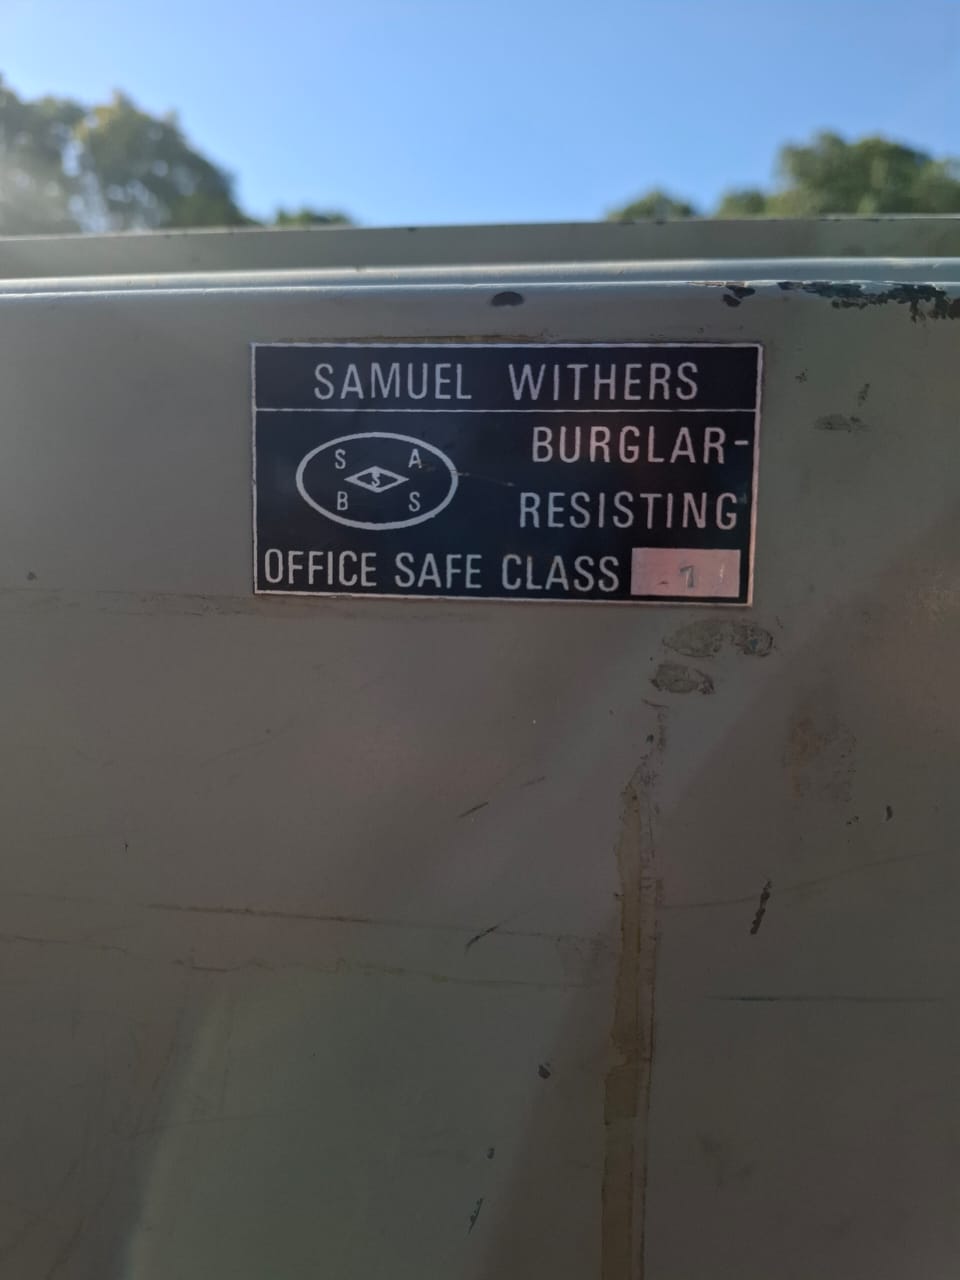 SAMUEL WITHERS
S A
S
B S
BURGLAR-
RESISTING
OFFICE SAFE CLASS 1